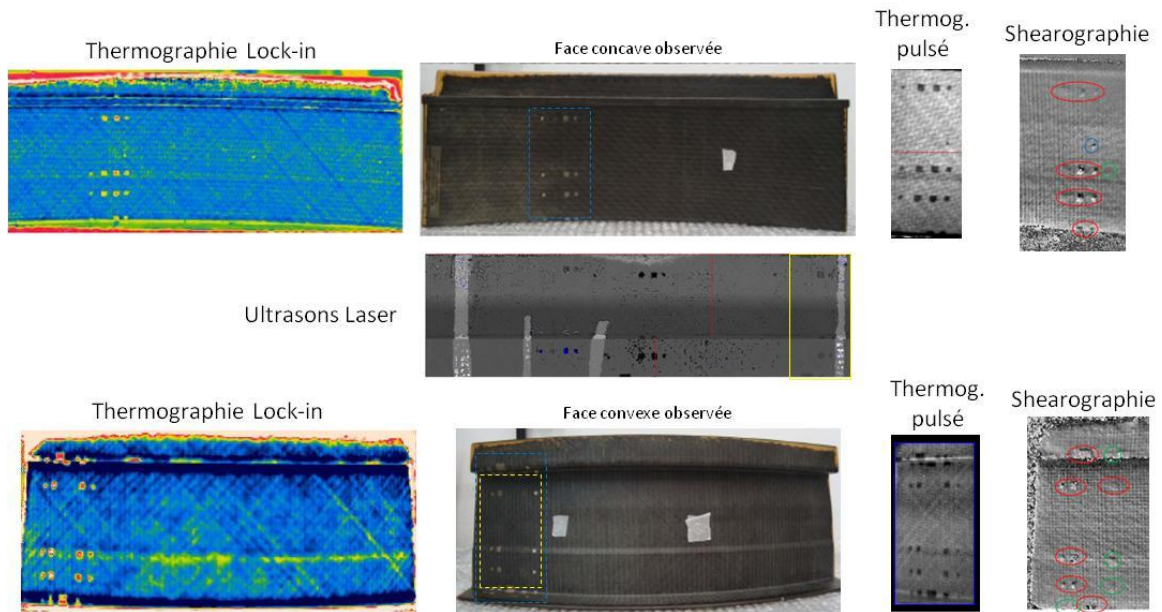 Thermographie Lock-in
Face concave observée
Thermog.
pulsé
Shearographie
Ultrasons Laser
Thermographie Lock-in
Face convexe observée
Thermog.
pulsé
Shearographie